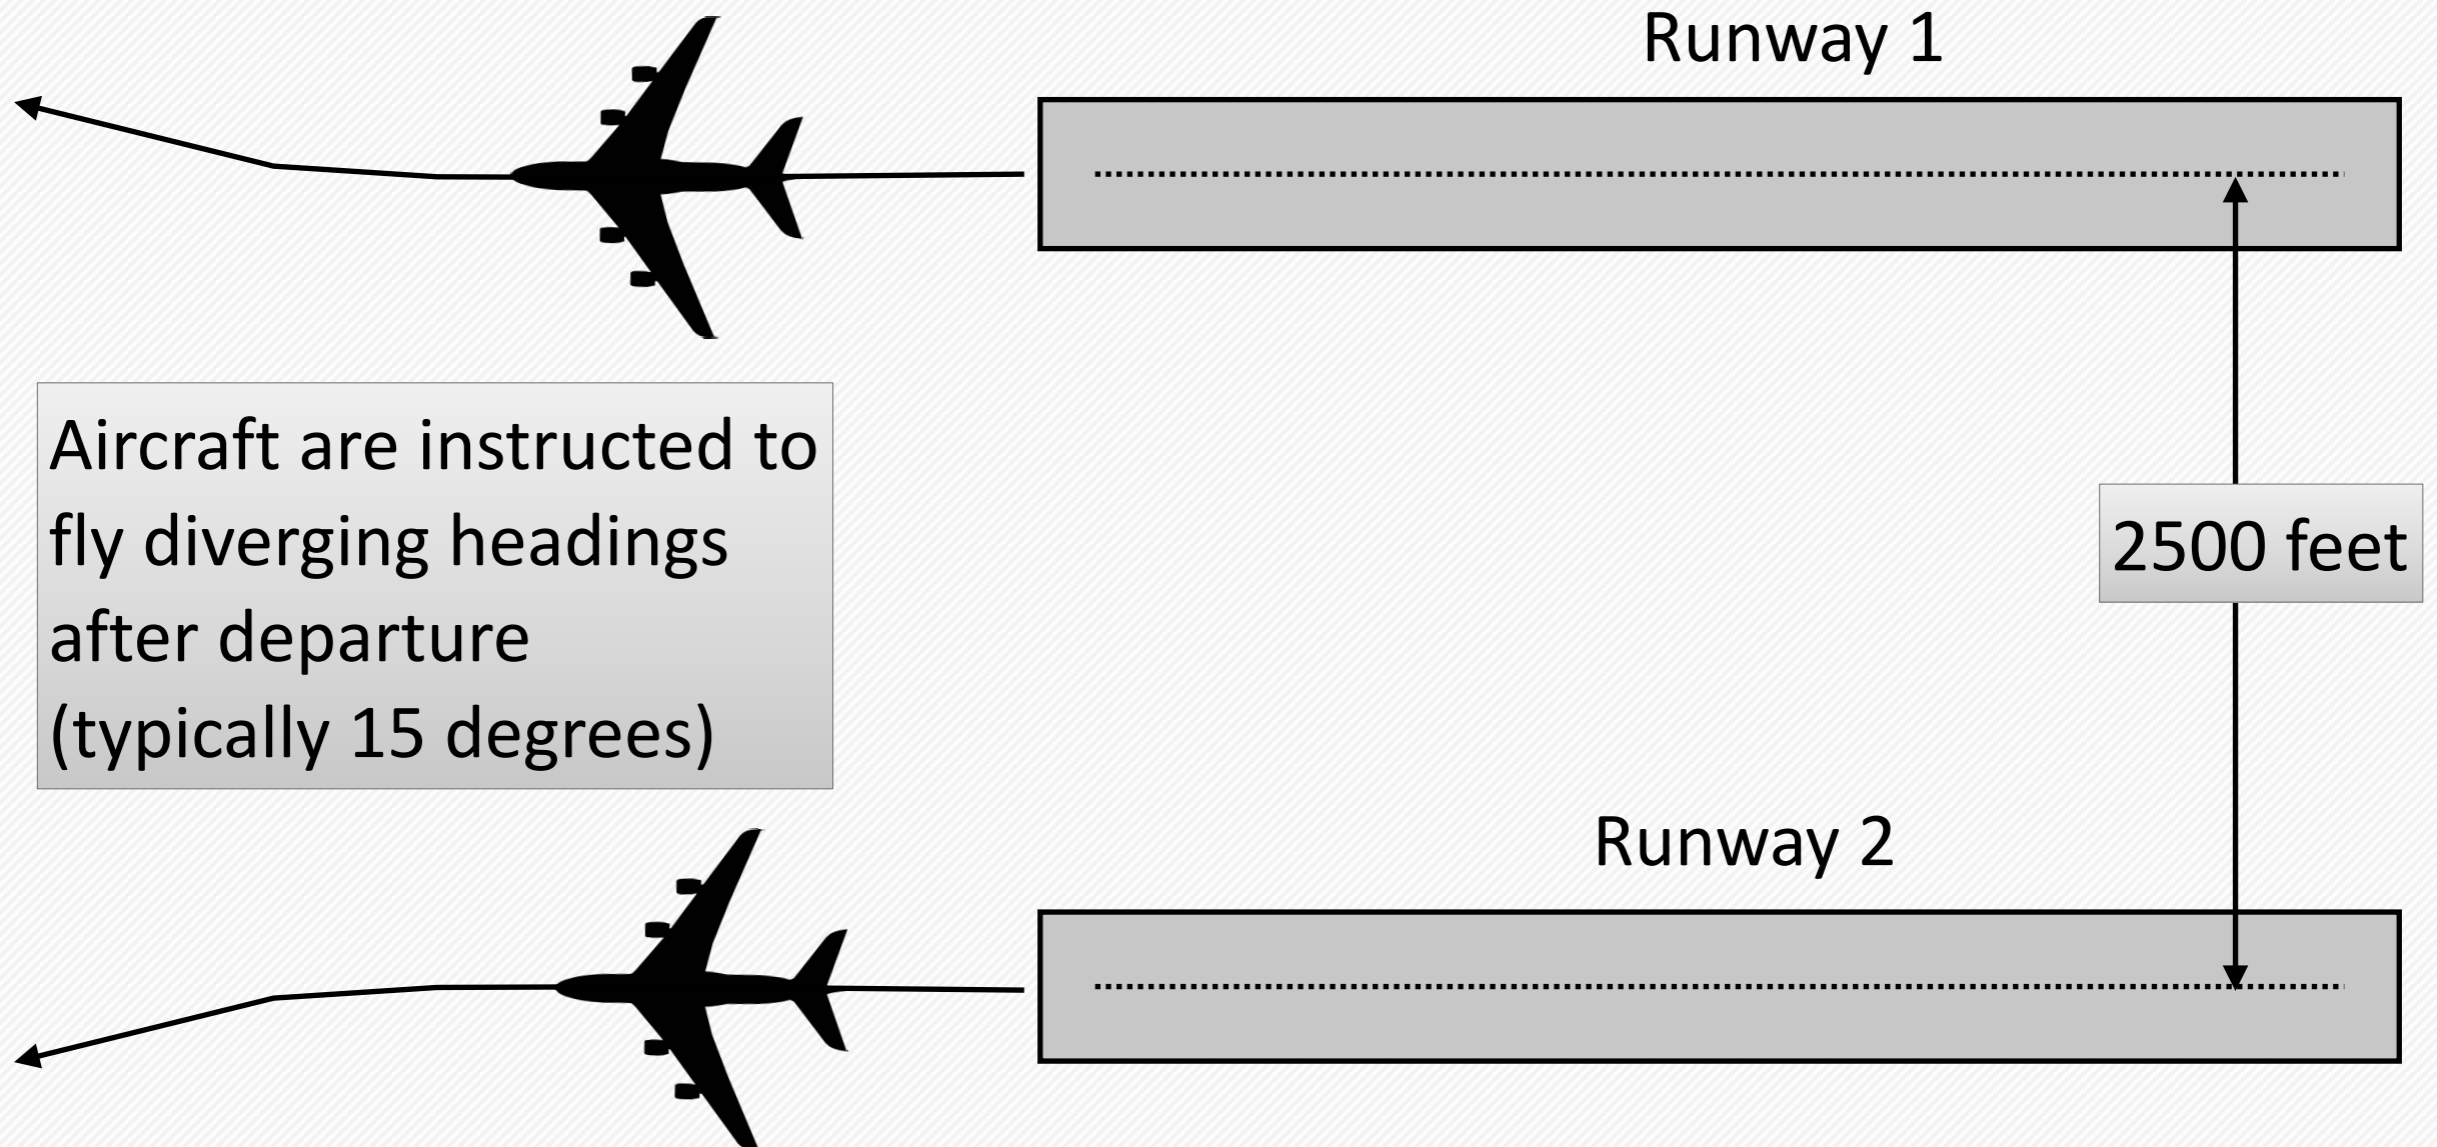 Runway 1
Aircraft are instructed to
fly diverging headings
after departure
(typically 15 degrees)
2500 feet
Runway 2